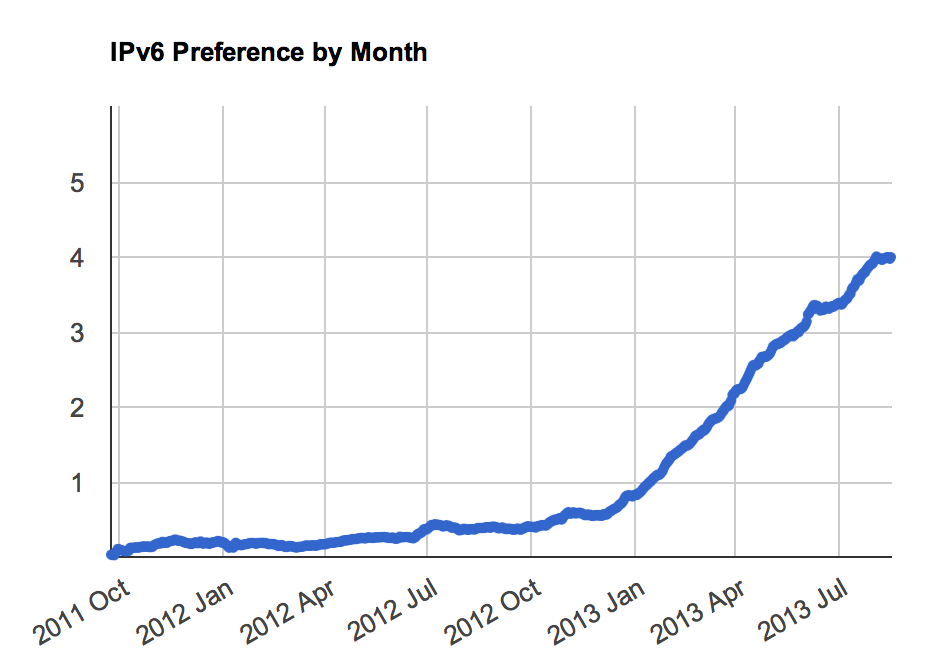 IPv6 Preference by Month
5
4
3
2
1
2011 Oct
2012 Jan
2012 Apr
2012 Jul
2012 Oct
2013 Jan
2013 Apr
2013 Jul